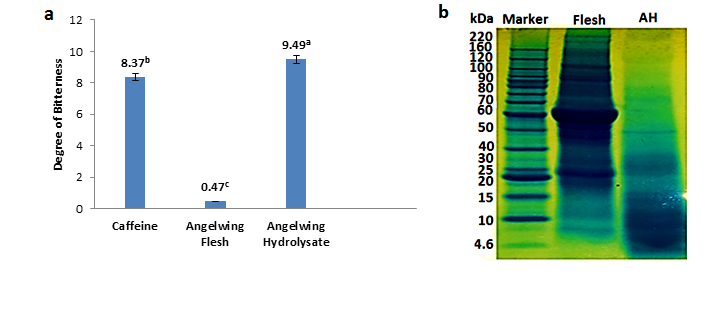 a
12
10
8
6
4
2
0
Degree of Bitterness
8.37ᵇ
0.47ᶜ
9.49ᵃ
Caffeine
Angelwing
Flesh
Angelwing
Hydrolysate
b
kDa Marker Flesh AH
220
160
120
100
90
80
70
60
50
40
30
25
20
15
10
4.6